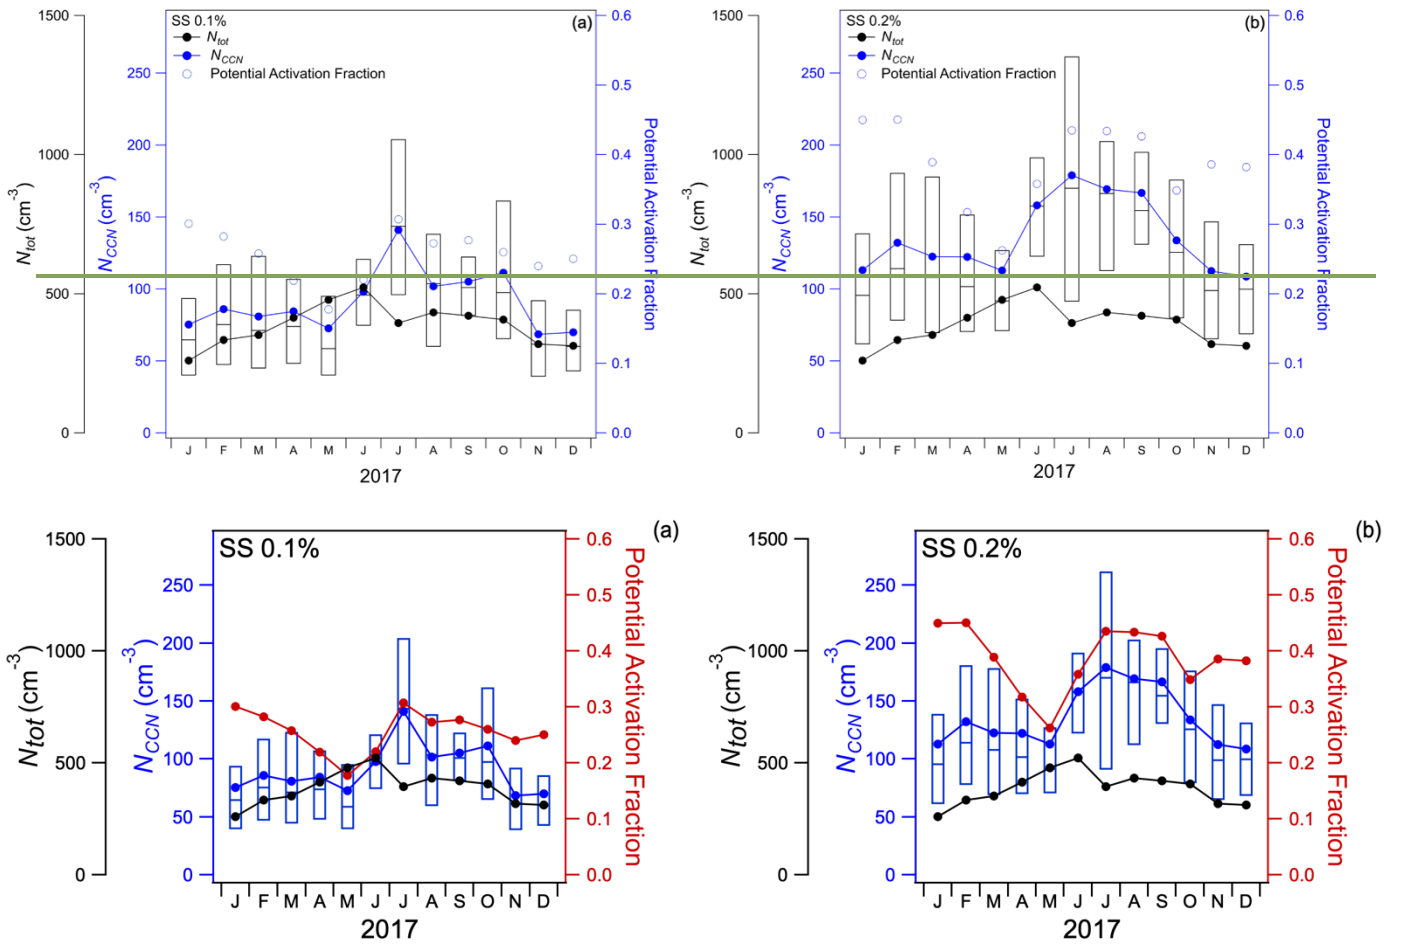 1500
1000
500
0
Ntot (cm-3)
250
200
150
100
50
0
NCCN (cm-3)
SS 0.1%
(a)
Ntot
NCCN
Potential Activation Fraction
0.6
0.5
0.4
0.3
0.2
0.1
0.0
Potential Activation Fraction
J F M A M J J A S O N D
2017
1500
1000
500
0
Ntot (cm-3)
250
200
150
100
50
0
NCCN (cm-3)
SS 0.2%
(b)
Ntot
NCCN
Potential Activation Fraction
0.6
0.5
0.4
0.3
0.2
0.1
0.0
Potential Activation Fraction
J F M A M J J A S O N D
2017
1500
1000
500
0
Ntot (cm-3)
250
200
150
100
50
0
NCCN (cm-3)
SS 0.1%
(a)
0.6
0.5
0.4
0.3
0.2
0.1
0.0
Potential Activation Fraction
J F M A M J J A S O N D
2017
1500
1000
500
0
Ntot (cm-3)
250
200
150
100
50
0
NCCN (cm-3)
SS 0.2%
(b)
0.6
0.5
0.4
0.3
0.2
0.1
0.0
Potential Activation Fraction
J F M A M J J A S O N D
2017